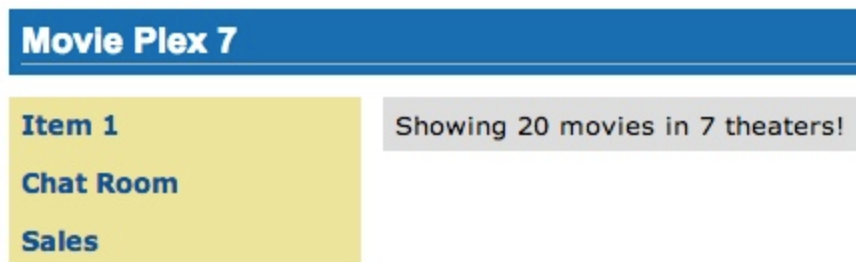 Movie Plex 7
Item 1
Showing 20 movies in 7 theaters!
Chat Room
Sales